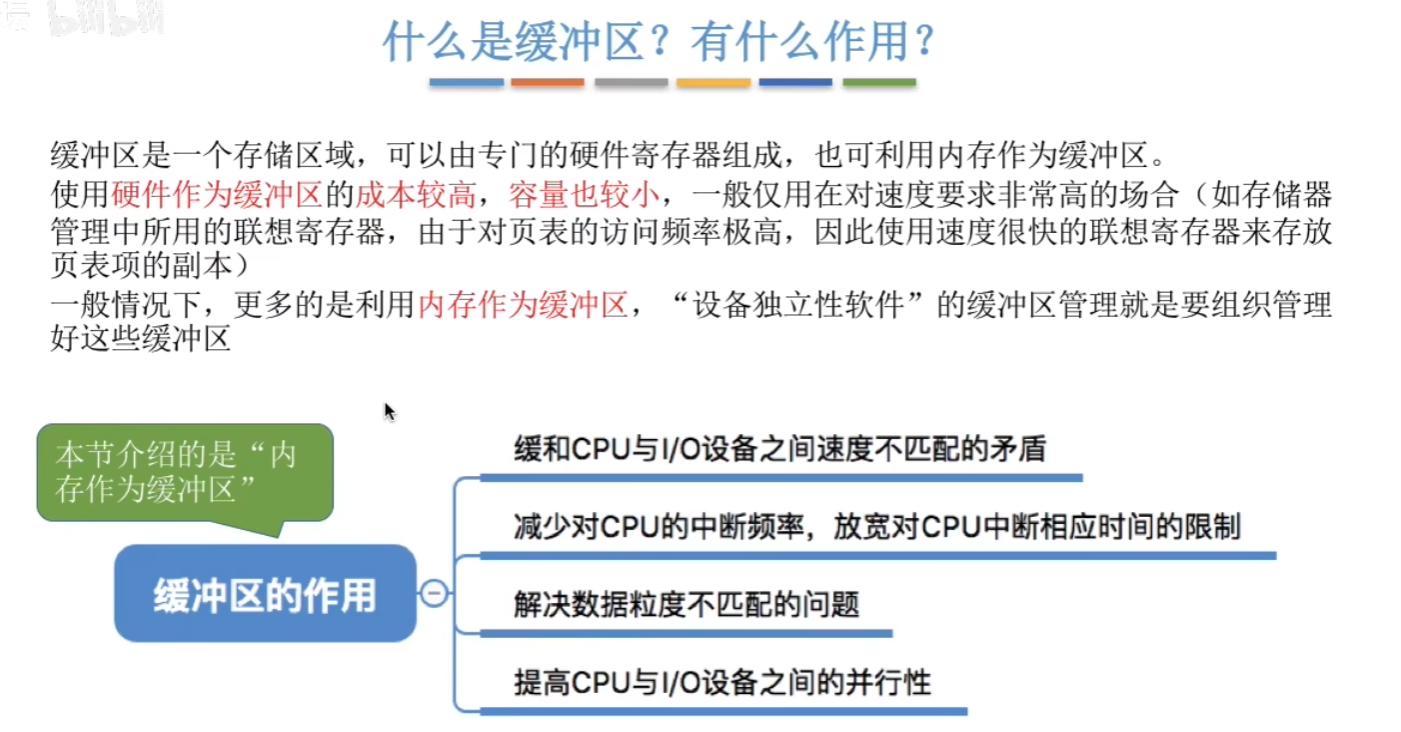 bilibili
什么是缓冲区？有什么作用？
缓冲区是一个存储区域，可以由专门的硬件寄存器组成，也可利用内存作为缓冲区。
使用硬件作为缓冲区的成本较高，容量也较小，一般仅用在对速度要求非常高的场合（如存储器
管理中所用的联想寄存器，由于对页表的访问频率极高，因此使用速度很快的联想寄存器来存放
页表项的副本）
一般情况下，更多的是利用内存作为缓冲区，“设备独立性软件”的缓冲区管理就是要组织管理
好这些缓冲区
本节介绍的是“内
存作为缓冲区”
缓冲区的作用
缓和CPU与I/O设备之间速度不匹配的矛盾
减少对CPU的中断频率，放宽对CPU中断相应时间的限制
解决数据粒度不匹配的问题
提高CPU与I/O设备之间的并行性